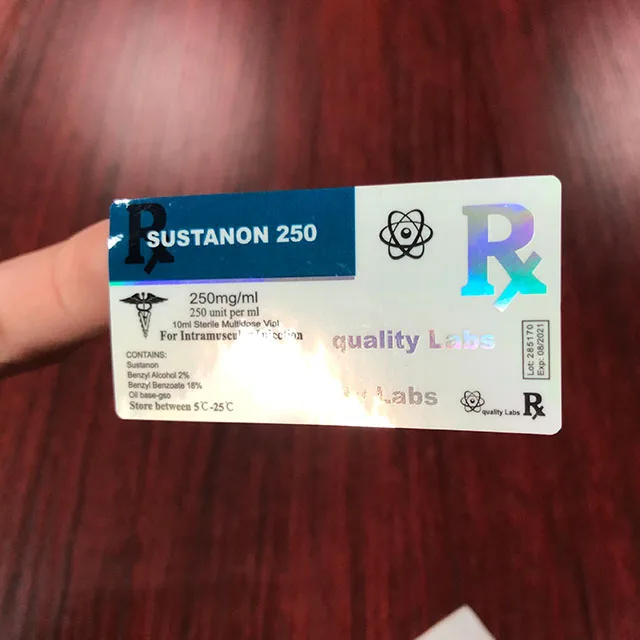 Rx
SUSTANON 250
Rx
250mg/ml
250 unit per ml
10ml Sterile Multidose Vial
For Intramuscular Injection
quality Labs
CONTAINS:
Sustanon
Benzyl Alcohol 2%
Benzyl Benzoate 18%
Oil base-gso
Store between 5℃-25℃
Labs
Lot: 285170
Exp: 08/2021
quality Labs
Rx